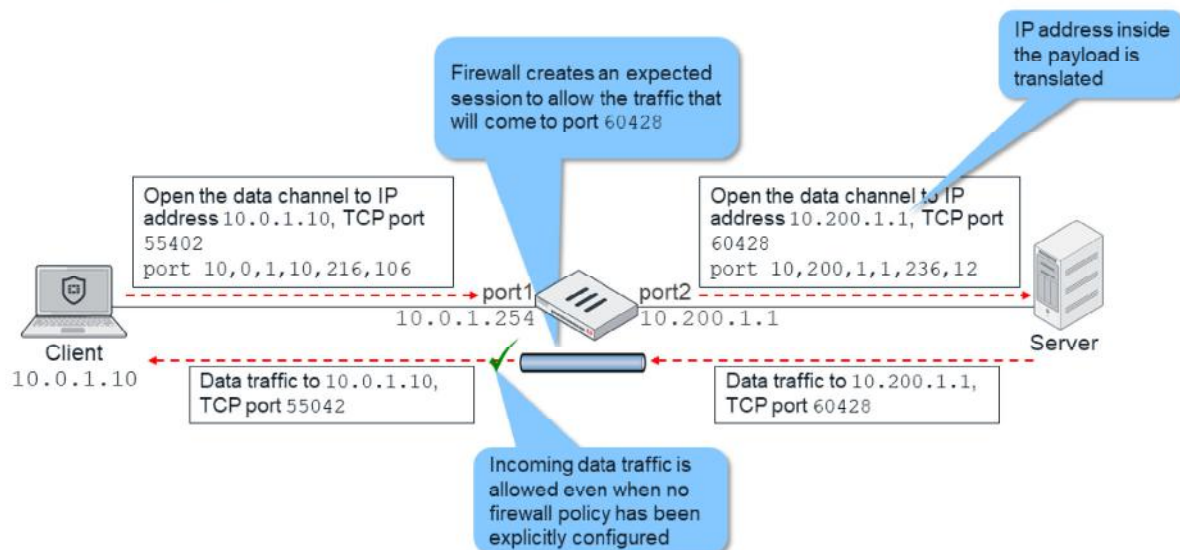 IP address inside
the payload is
translated
Firewall creates an expected
session to allow the traffic that
will come to port 60428
Open the data channel to IP
address 10.0.1.10, TCP port
55402
port 10,0,1,10,216,106
Open the data channel to IP
address 10.200.1.1, TCP port
60428
port 10,200,1,1,236,12
port1
port2
10.0.1.254
10.200.1.1
Client
10.0.1.10
Server
Data traffic to 10.0.1.10,
TCP port 55042
Data traffic to 10.200.1.1,
TCP port 60428
Incoming data traffic is
allowed even when no
firewall policy has been
explicitly configured